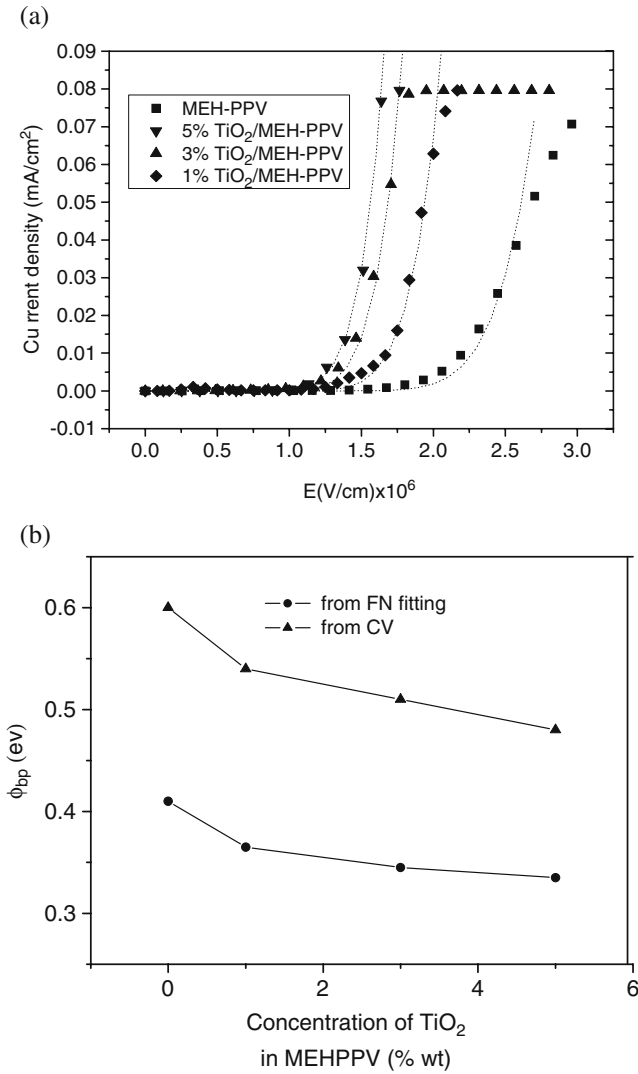 (a)
0.09
0.08
0.07
0.06
0.05
0.04
0.03
0.02
0.01
0.00
-0.01
Cu rrent density (mA/cm²)
MEH-PPV
5% TiO₂/MEH-PPV
3% TiO₂/MEH-PPV
1% TiO₂/MEH-PPV
0.0 0.5 1.0 1.5 2.0 2.5 3.0
E(V/cm)x10⁶
(b)
0.6
0.5
0.4
0.3
ϕbp (ev)
from FN fitting
from CV
0 2 4 6
Concentration of TiO₂
in MEHPPV (% wt)